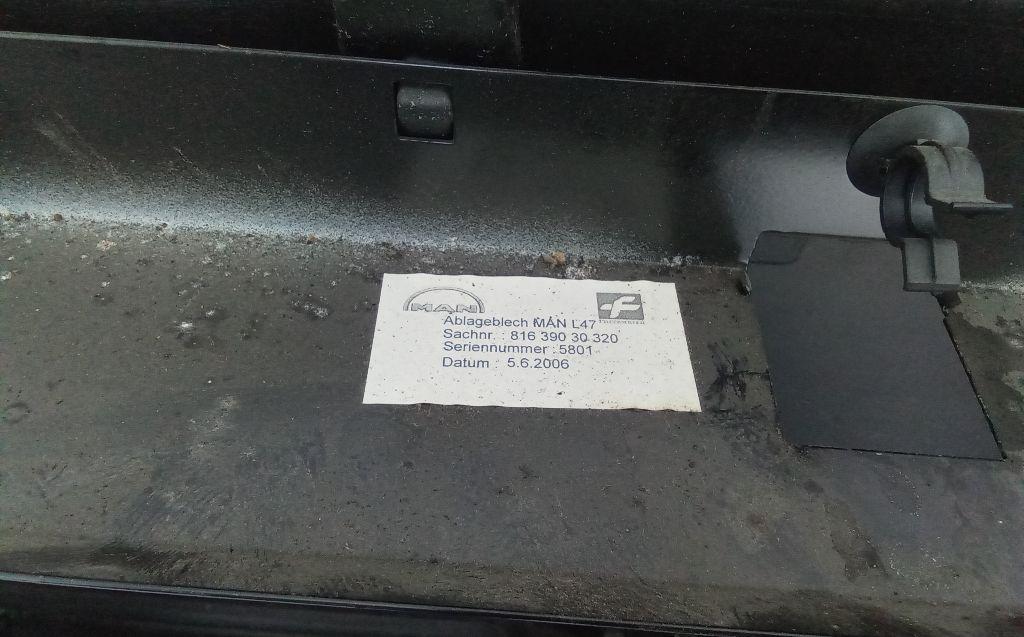 MAN
Ablageblech MAN L47
Sachnr. : 816 390 30 320
Seriennummer : 5801
Datum : 5.6.2006